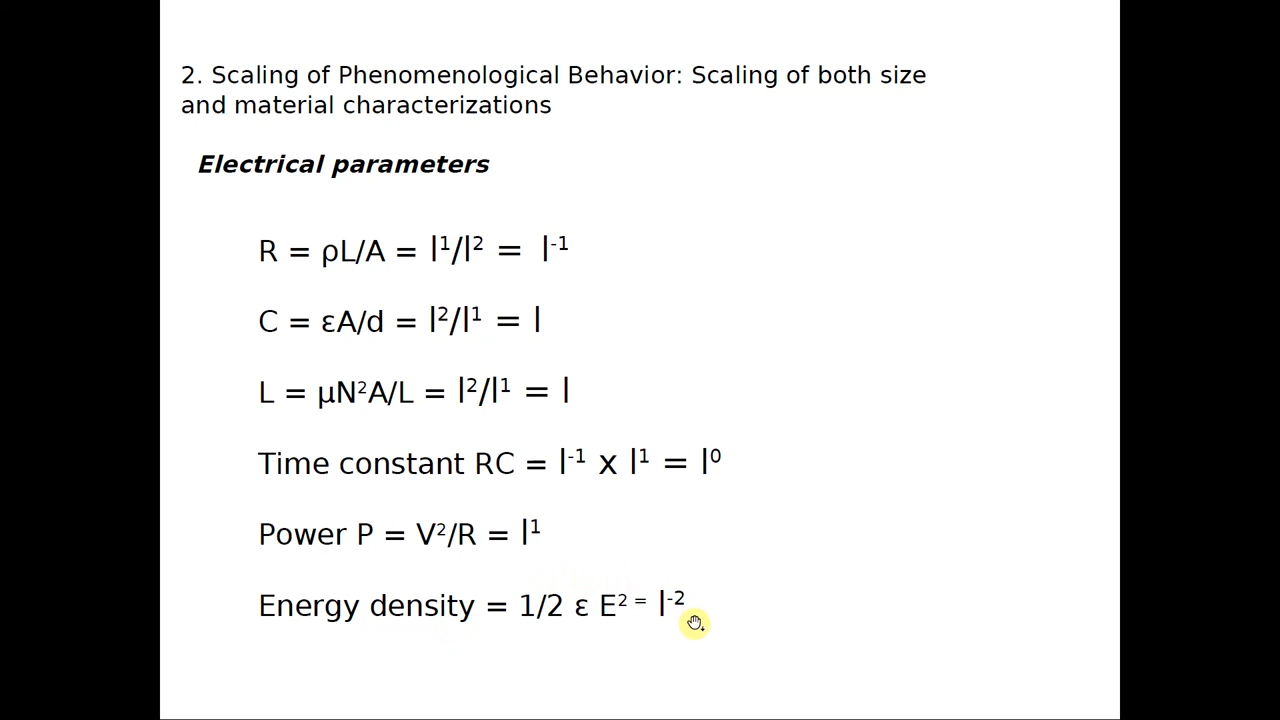 2. Scaling of Phenomenological Behavior: Scaling of both size
and material characterizations
Electrical parameters
R = ρL/A = l¹/l² = l⁻¹
C = εA/d = l²/l¹ = l
L = μN²A/L = l²/l¹ = l
Time constant RC = l⁻¹ x l¹ = l⁰
Power P = V²/R = l¹
Energy density = 1/2 ε E² ⁼ l⁻²